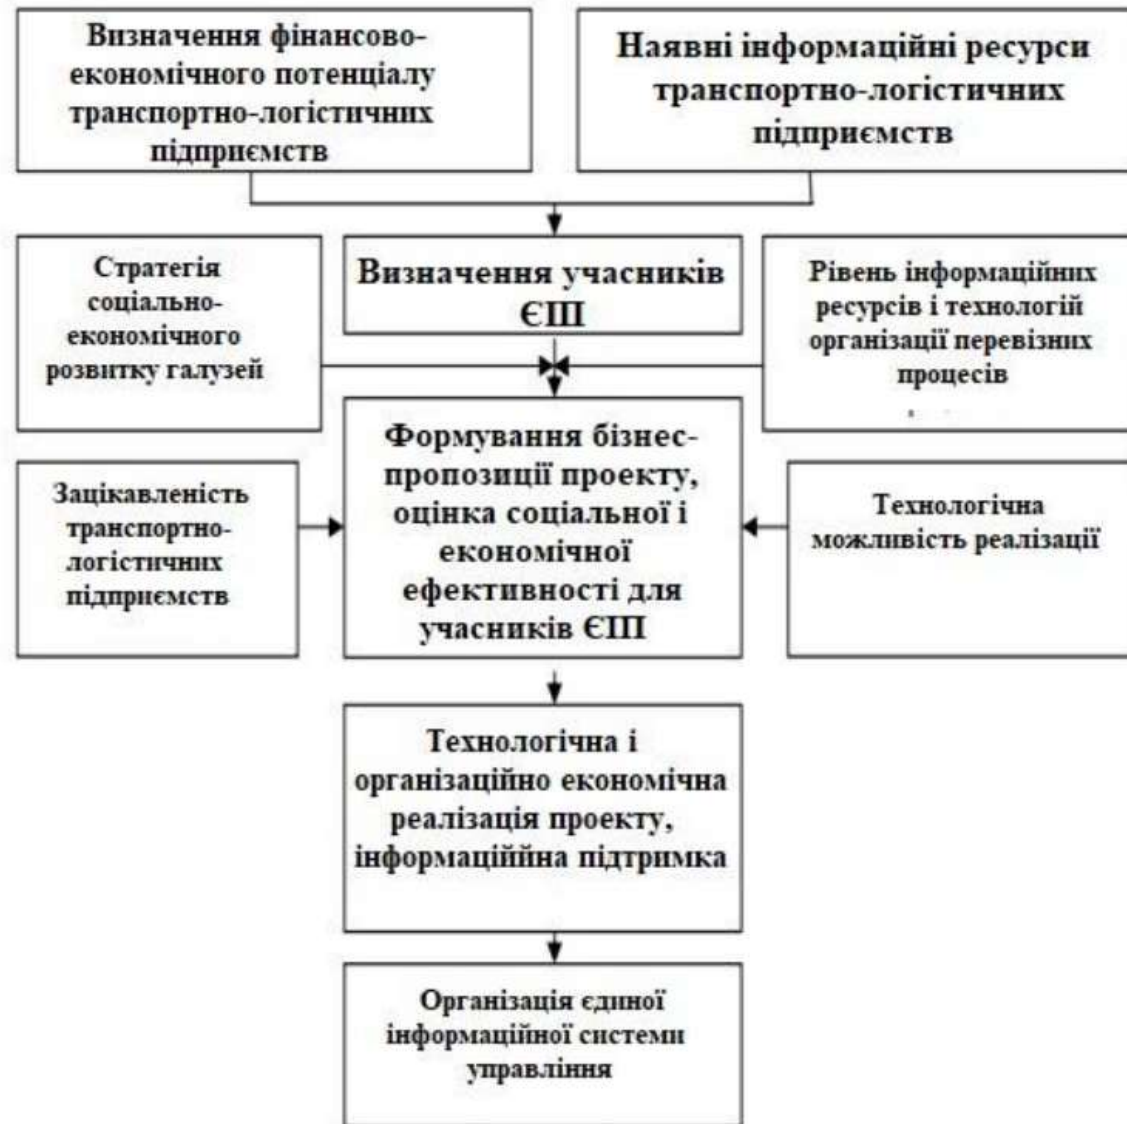 Визначення фінансово-
економічного потенціалу
транспортно-логістичних
підприємств
Наявні інформаційні ресурси
транспортно-логістичних
підприємств
Стратегія
соціально-
економічного
розвитку галузей
Визначення учасників
ЄІП
Рівень інформаційних
ресурсів і технологій
організації перевізних
процесів
Зацікавленість
транспортно-
логістичних
підприємств
Формування бізнес-
пропозиції проекту,
оцінка соціальної і
економічної
ефективності для
учасників ЄІП
Технологічна
можливість реалізації
Технологічна і
організаційно економічна
реалізація проекту,
інформаціййна підтримка
Організація єдиної
інформаційної системи
управління